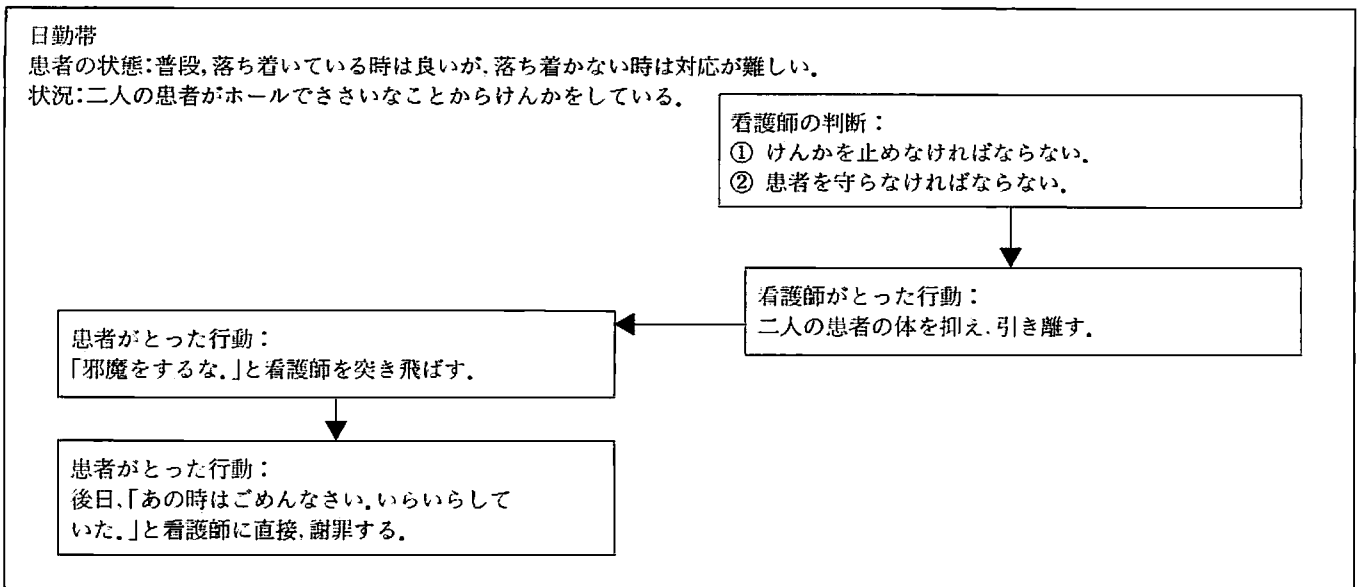 日勤帯
患者の状態:普段,落ち着いている時は良いが,落ち着かない時は対応が難しい.
状況:二人の患者がホールでささいなことからけんかをしている.
看護師の判断:
① けんかを止めなければならない.
② 患者を守らなければならない.
看護師がとった行動:
二人の患者の体を抑え,引き離す.
患者がとった行動:
「邪魔をするな.」と看護師を突き飛ばす.
患者がとった行動:
後日,「あの時はごめんなさい.いらいらして
いた.」と看護師に直接,謝罪する.